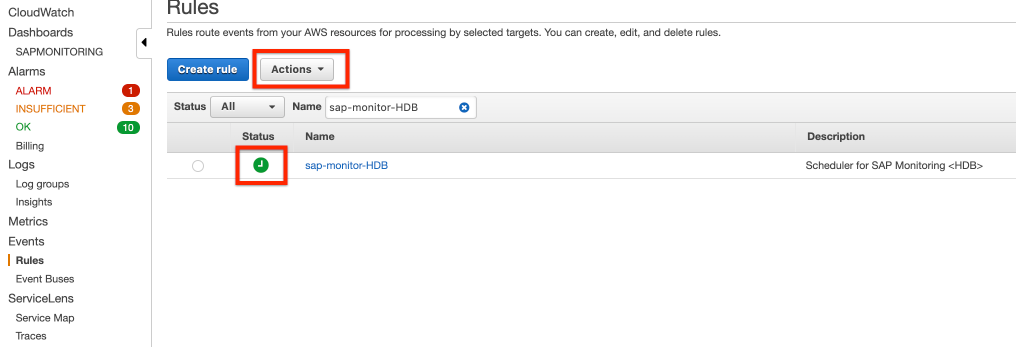 CloudWatch
Dashboards
SAPMONITORING
Alarms
ALARM 1
INSUFFICIENT 3
OK 10
Billing
Logs
Log groups
Insights
Metrics
Events
Rules
Event Buses
ServiceLens
Service Map
Traces
Rules
Rules route events from your AWS resources for processing by selected targets. You can create, edit, and delete rules.
Create rule Actions
Status All Name sap-monitor-HDB
Status Name Description
sap-monitor-HDB Scheduler for SAP Monitoring <HDB>